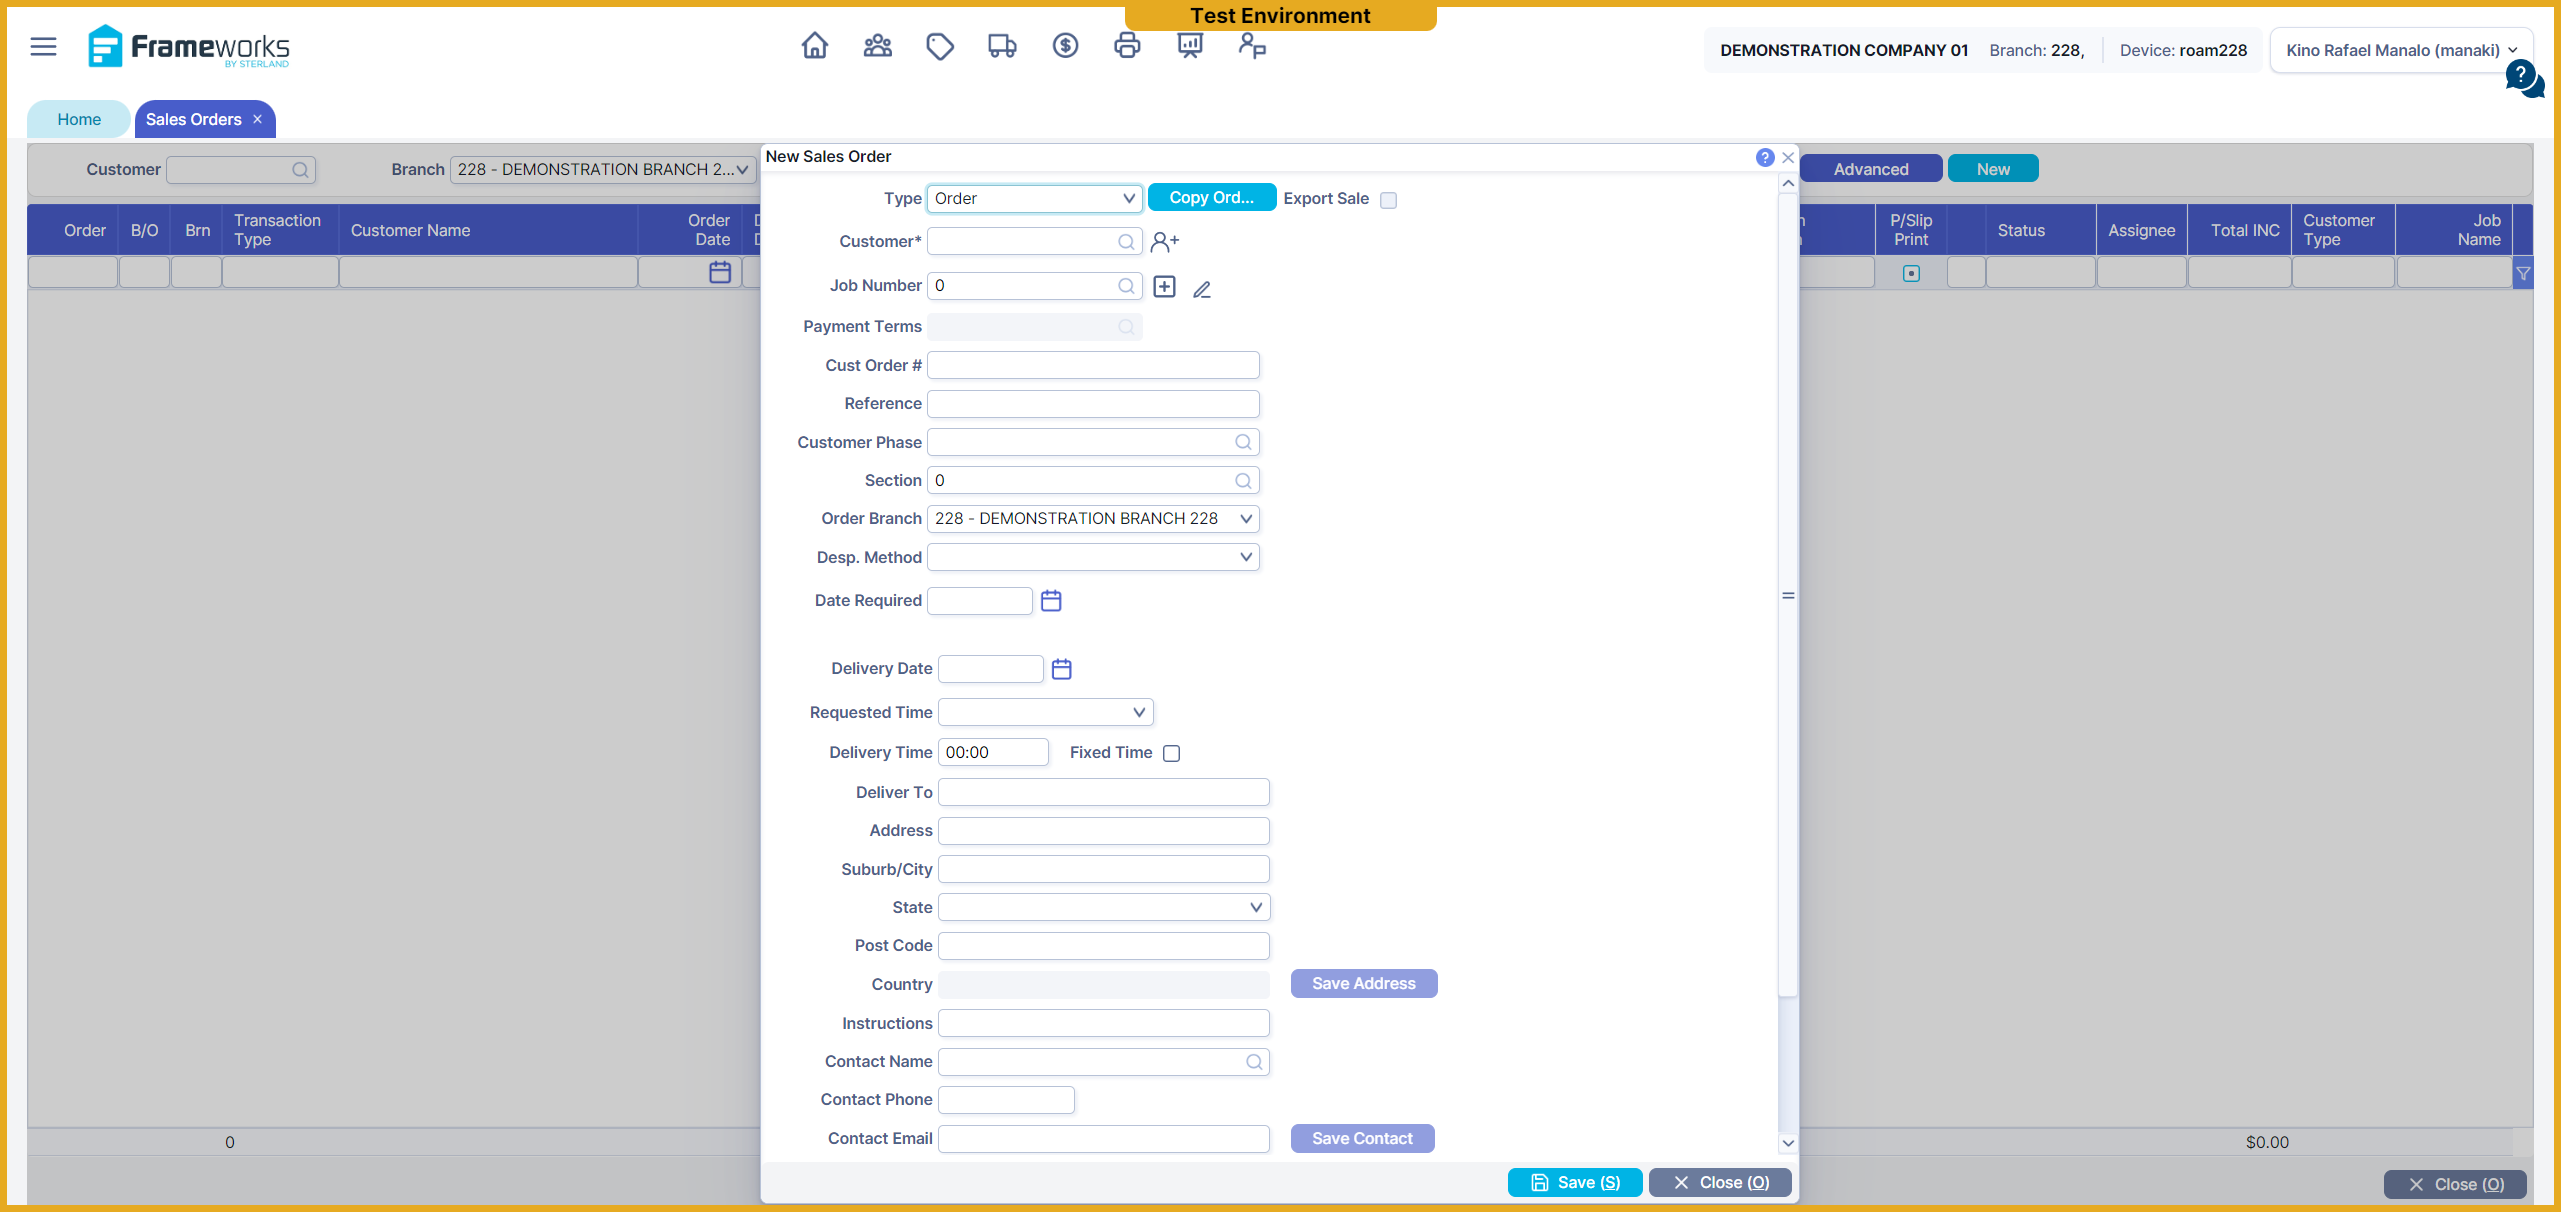 Test Environment
Frameworks
BY STERLAND
DEMONSTRATION COMPANY 01 Branch: 228, Device: roam228 Kino Rafael Manalo (manaki)
?
Home Sales Orders ×
Customer Branch 228 - DEMONSTRATION BRANCH 2... Advanced New
Order B/O Brn Transaction Type Customer Name Order Date P/Slip Print Status Assignee Total INC Customer Type Job Name
New Sales Order ?
Type Order Copy Ord... Export Sale
Customer*
Job Number 0
Payment Terms
Cust Order #
Reference
Customer Phase
Section 0
Order Branch 228 - DEMONSTRATION BRANCH 228
Desp. Method
Date Required
Delivery Date
Requested Time
Delivery Time 00:00 Fixed Time
Deliver To
Address
Suburb/City
State
Post Code
Country Save Address
Instructions
Contact Name
Contact Phone
Contact Email Save Contact
Save (S) Close (O)
0 $0.00
Close (O)